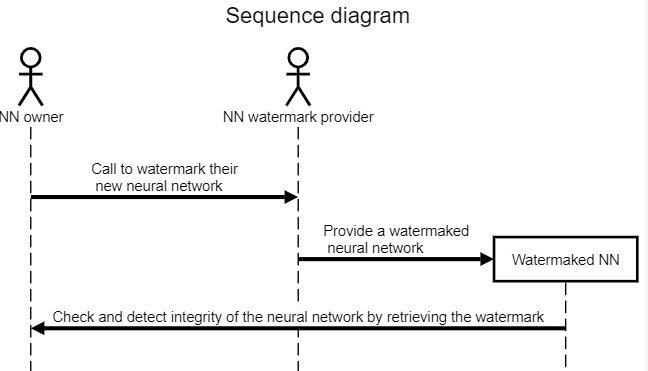 Sequence diagram
NN owner
NN watermark provider
Call to watermark their
new neural network
Provide a watermaked
neural network
Watermaked NN
Check and detect integrity of the neural network by retrieving the watermark